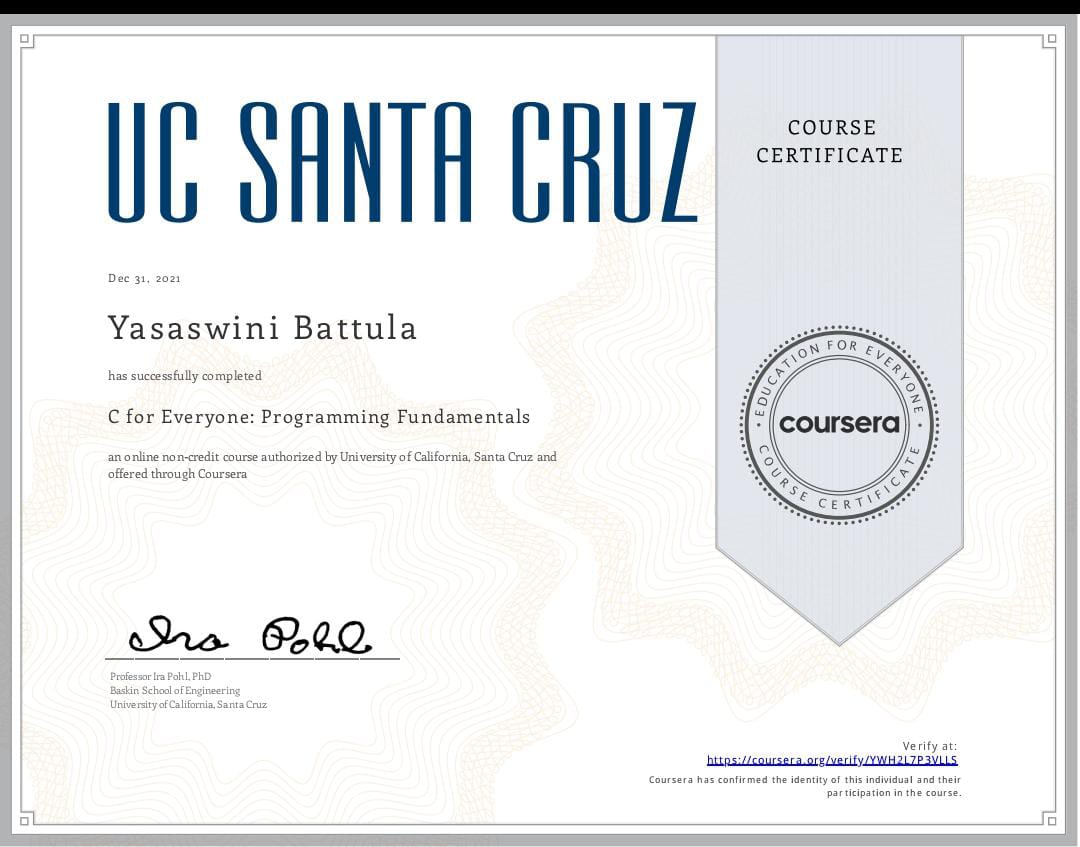 UC SANTA CRUZ
COURSE
CERTIFICATE
Dec 31, 2021
Yasaswini Battula
has successfully completed
C for Everyone: Programming Fundamentals
an online non-credit course authorized by University of California, Santa Cruz and
offered through Coursera
EDUCATION FOR EVERYONE
coursera
COURSE CERTIFICATE
Ira Pohl
Professor Ira Pohl, PhD
Baskin School of Engineering
University of California, Santa Cruz
Verify at:
https://coursera.org/verify/YWH2L7P3VLLS
Coursera has confirmed the identity of this individual and their
participation in the course.